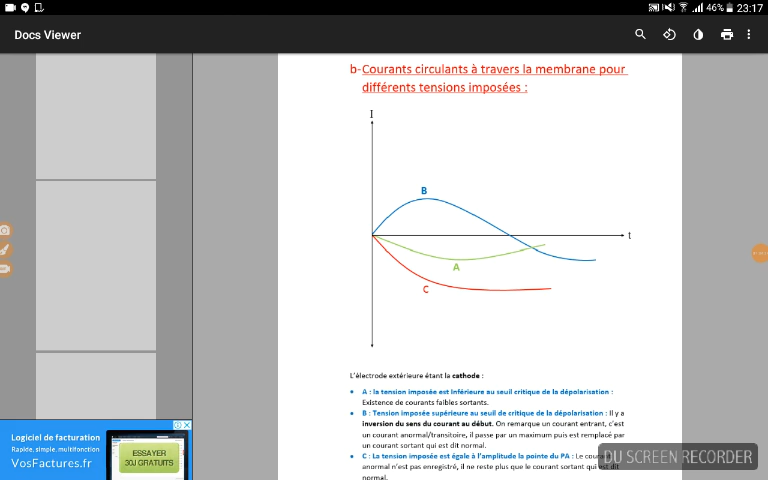 46% 23:17
Docs Viewer
b-Courants circulants à travers la membrane pour
différents tensions imposées :
I
B
t
A
C
L'électrode extérieure étant la cathode :
• A : la tension imposée est Inférieure au seuil critique de la dépolarisation :
Existence de courants faibles sortants.
• B : Tension imposée supérieure au seuil de critique de la dépolarisation : Il y a
inversion du sens du courant au début. On remarque un courant entrant, c'est
un courant anormal/transitoire, il passe par un maximum puis est remplacé par
un courant sortant qui est dit normal.
• C : La tension imposée est égale à l'amplitude la pointe du PA : Le courant
anormal n'est pas enregistré, il ne reste plus que le courant sortant qui est dit
normal.
Logiciel de facturation
Rapide, simple, multifonction
VosFactures.fr
ESSAYER
30J GRATUITS
DU SCREEN RECORDER